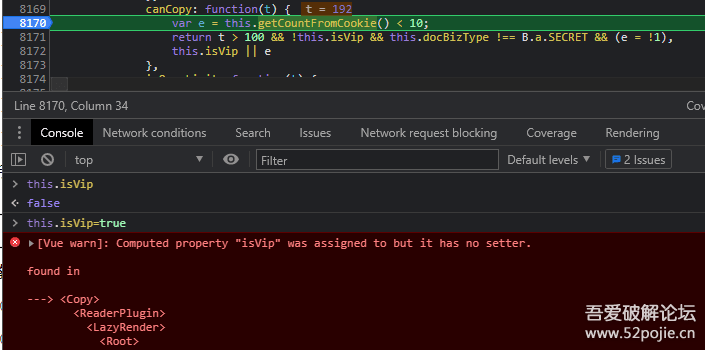 8169 canCopy: function(t) { t = 192
8170 var e = this.getCountFromCookie() < 10;
8171 return t > 100 && !this.isVip && this.docBizType !== B.a.SECRET && (e = !1),
8172 this.isVip || e
8173 },
8174
Line 8170, Column 34
Console Network conditions Search Issues Network request blocking Coverage Rendering
top Filter Default levels 2 Issues
> this.isVip
false
> this.isVip=true
[Vue warn]: Computed property "isVip" was assigned to but it has no setter.
found in
---> <Copy>
<ReaderPlugin>
<LazyRender>
<Root>
吾爱破解论坛
www.52pojie.cn